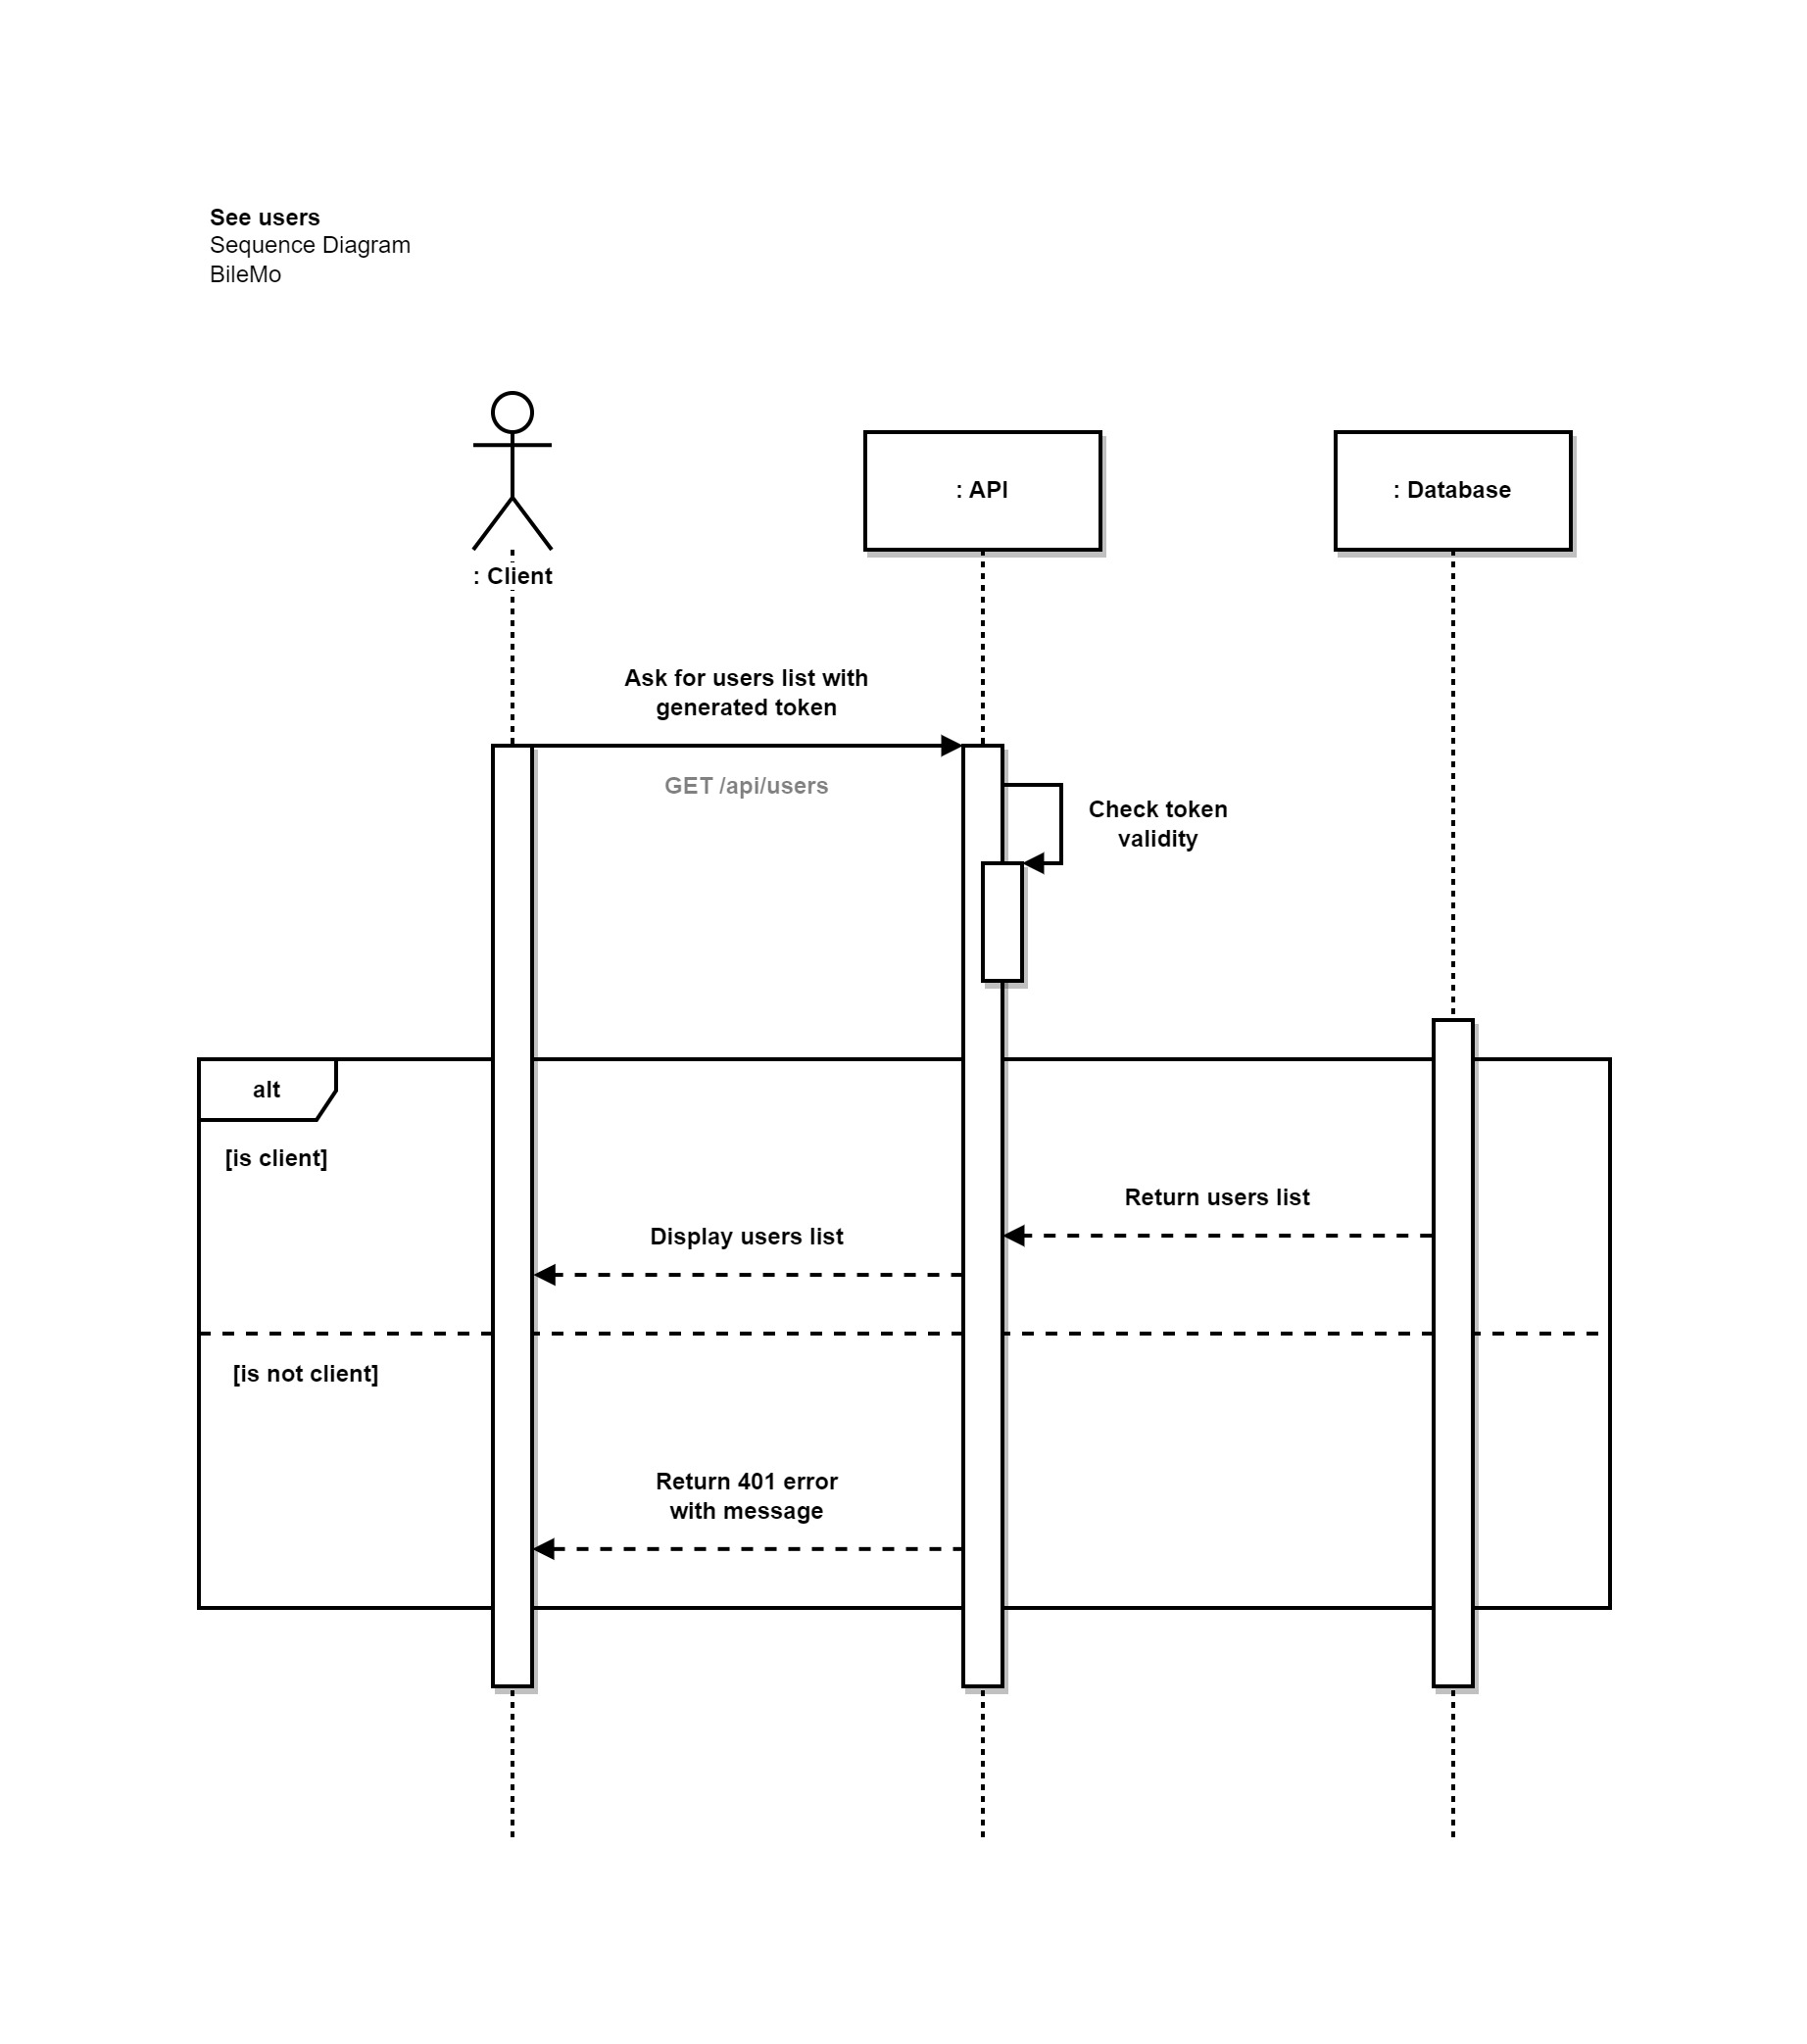 See users
Sequence Diagram
BileMo
: API
: Database
: Client
Ask for users list with
generated token
GET /api/users
Check token
validity
alt
[is client]
Return users list
Display users list
[is not client]
Return 401 error
with message